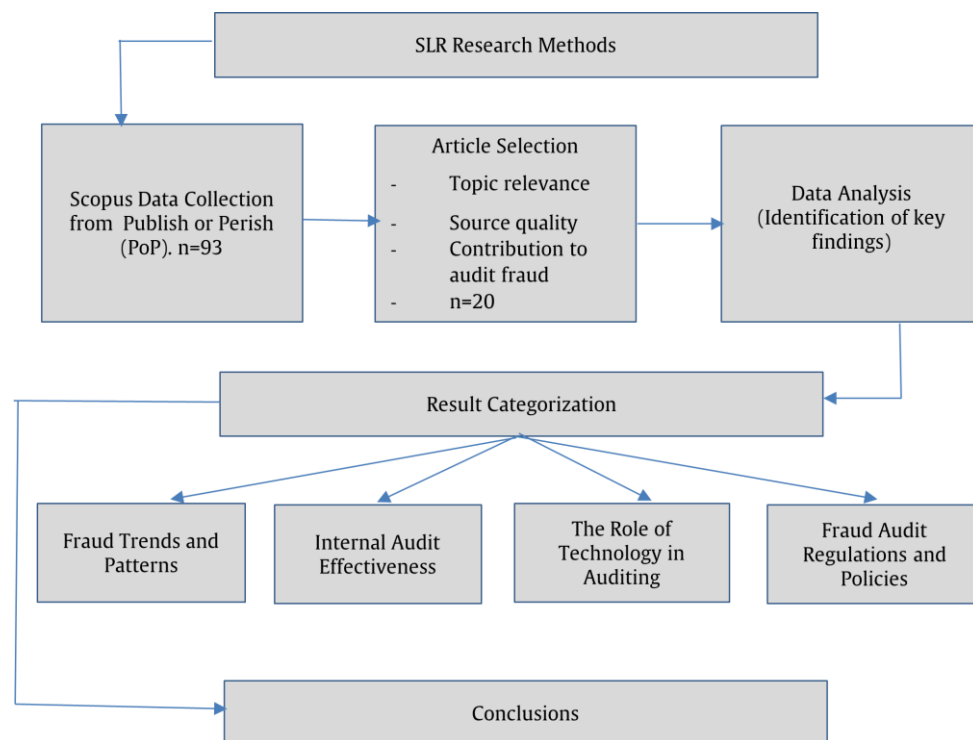 SLR Research Methods
Scopus Data Collection
from Publish or Perish
(PoP). n=93
Article Selection
- Topic relevance
- Source quality
- Contribution to
audit fraud
- n=20
Data Analysis
(Identification of key
findings)
Result Categorization
Fraud Trends and
Patterns
Internal Audit
Effectiveness
The Role of
Technology in
Auditing
Fraud Audit
Regulations and
Policies
Conclusions